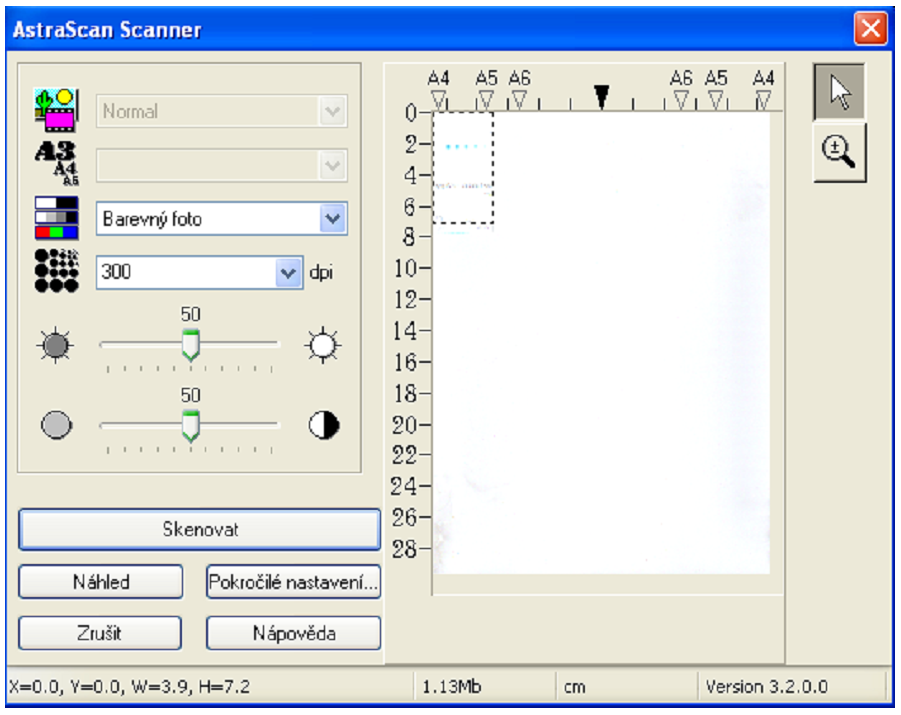 AstraScan Scanner
A4 A5 A6 A6 A5 A4
Normal
A3
A4
A5
Barevný foto
300 dpi
50
50
0
2
4
6
8
10
12
14
16
18
20
22
24
26
28
Skenovat
Náhled Pokročilé nastavení...
Zrušit Nápověda
X=0.0, Y=0.0, W=3.9, H=7.2 1.13Mb cm Version 3.2.0.0